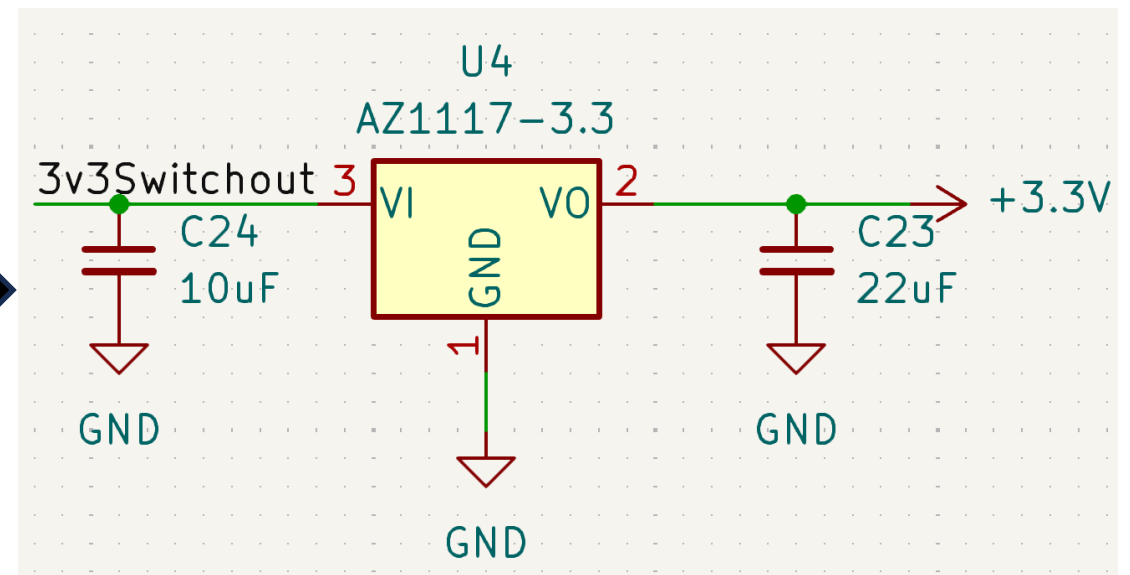 U4
AZ1117-3.3
3v3Switchout
3
VI
VO
2
+3.3V
C24
10uF
GND
C23
22uF
1
GND
GND
GND